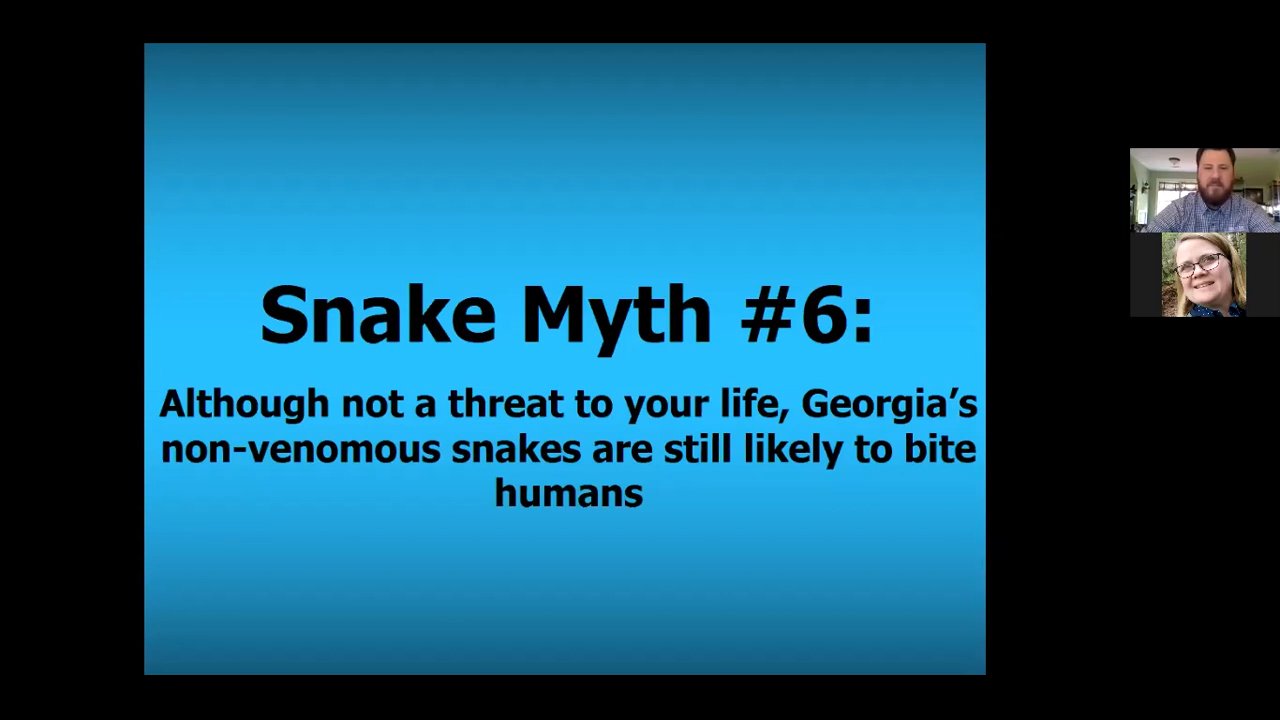 Snake Myth #6:
Although not a threat to your life, Georgia’s
non-venomous snakes are still likely to bite
humans